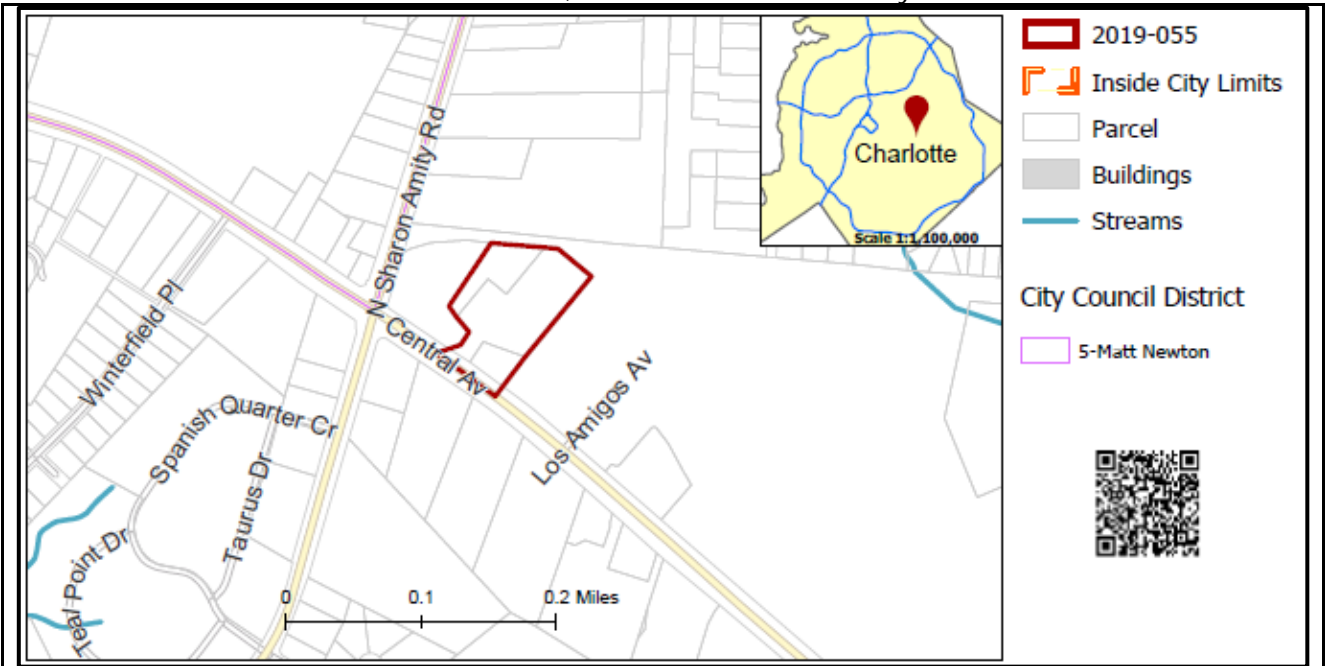 2019-055
Inside City Limits
Parcel
Buildings
Streams
City Council District
5-Matt Newton
Charlotte
Scale 1:1,100,000
N Sharon Amity Rd
Central Av
Winterfield Pl
Spanish Quarter Cr
Taurus Dr
Teal Point Dr
Los Amigos Av
0 0.1 0.2 Miles